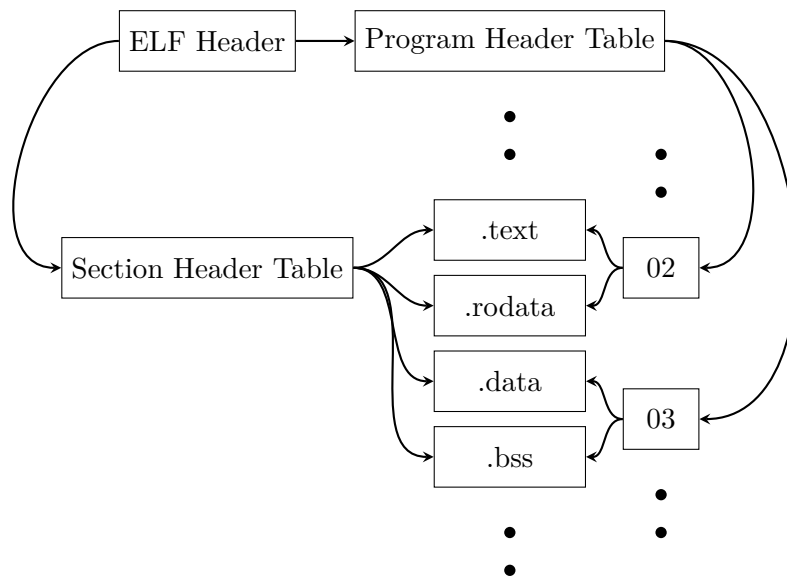 ELF Header
Program Header Table
.text
Section Header Table
02
.rodata
.data
03
.bss